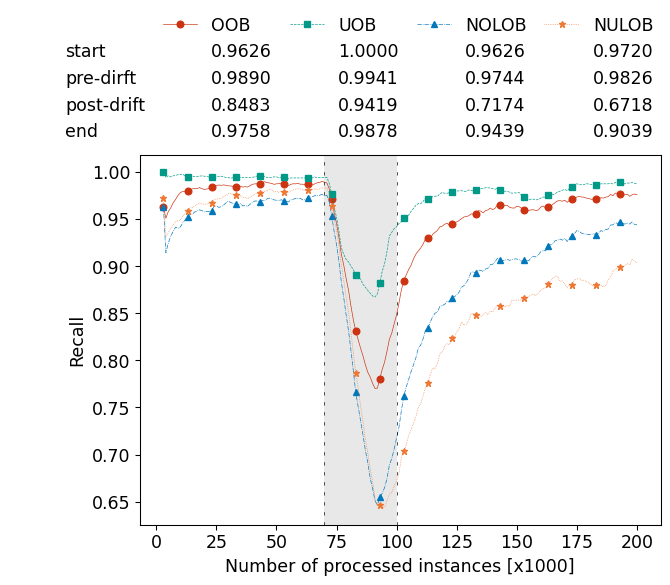 OOB UOB NOLOB NULOB
start 0.9626 1.0000 0.9626 0.9720
pre-dirft 0.9890 0.9941 0.9744 0.9826
post-drift 0.8483 0.9419 0.7174 0.6718
end 0.9758 0.9878 0.9439 0.9039
1.00
0.95
0.90
0.85
0.80
0.75
0.70
0.65
Recall
0 25 50 75 100 125 150 175 200
Number of processed instances [x1000]